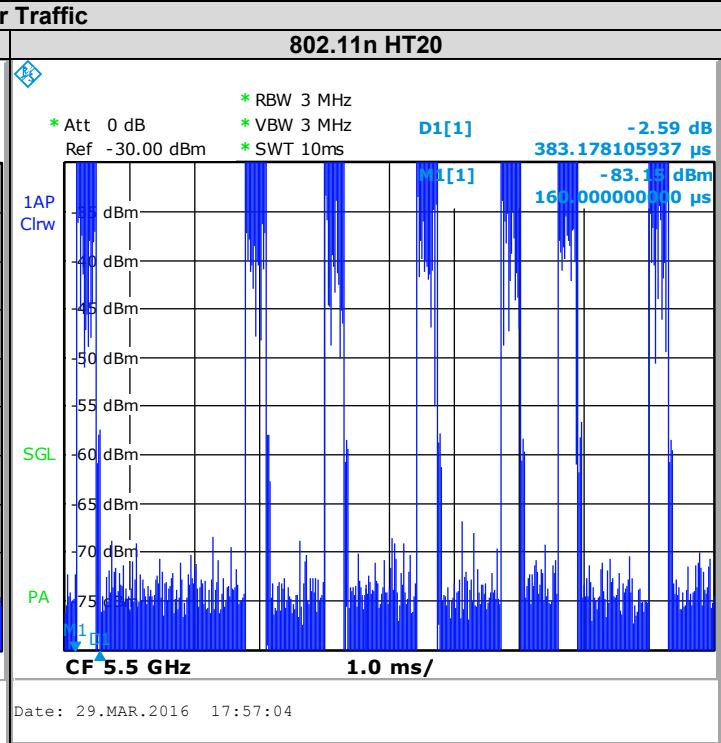 r Traffic
802.11n HT20
* RBW 3 MHz
* Att 0 dB * VBW 3 MHz D1[1] -2.59 dB
Ref -30.00 dBm * SWT 10ms 383.178105937 µs
M1[1] -83.15 dBm
160.000000000 µs
1AP
Clrw
-35 dBm
-40 dBm
-45 dBm
-50 dBm
-55 dBm
SGL
-60 dBm
-65 dBm
-70 dBm
PA
-75 dBm
M1 D1
CF 5.5 GHz 1.0 ms/
Date: 29.MAR.2016 17:57:04